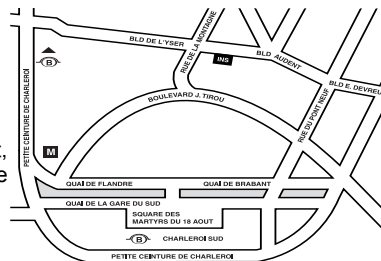 BLD DE L'YSER
RUE DE LA MONTAGNE
INS
BLD AUDENT
BLD E. DEVREU
B
PETITE CEINTURE DE CHARLEROI
BOULEVARD J. TIROU
RUE DU PONT NEUF
t,
e
M
QUAI DE FLANDRE
QUAI DE BRABANT
QUAI DE LA GARE DU SUD
SQUARE DES
MARTYRS DU 18 AOUT
B
CHARLEROI SUD
PETITE CEINTURE DE CHARLEROI